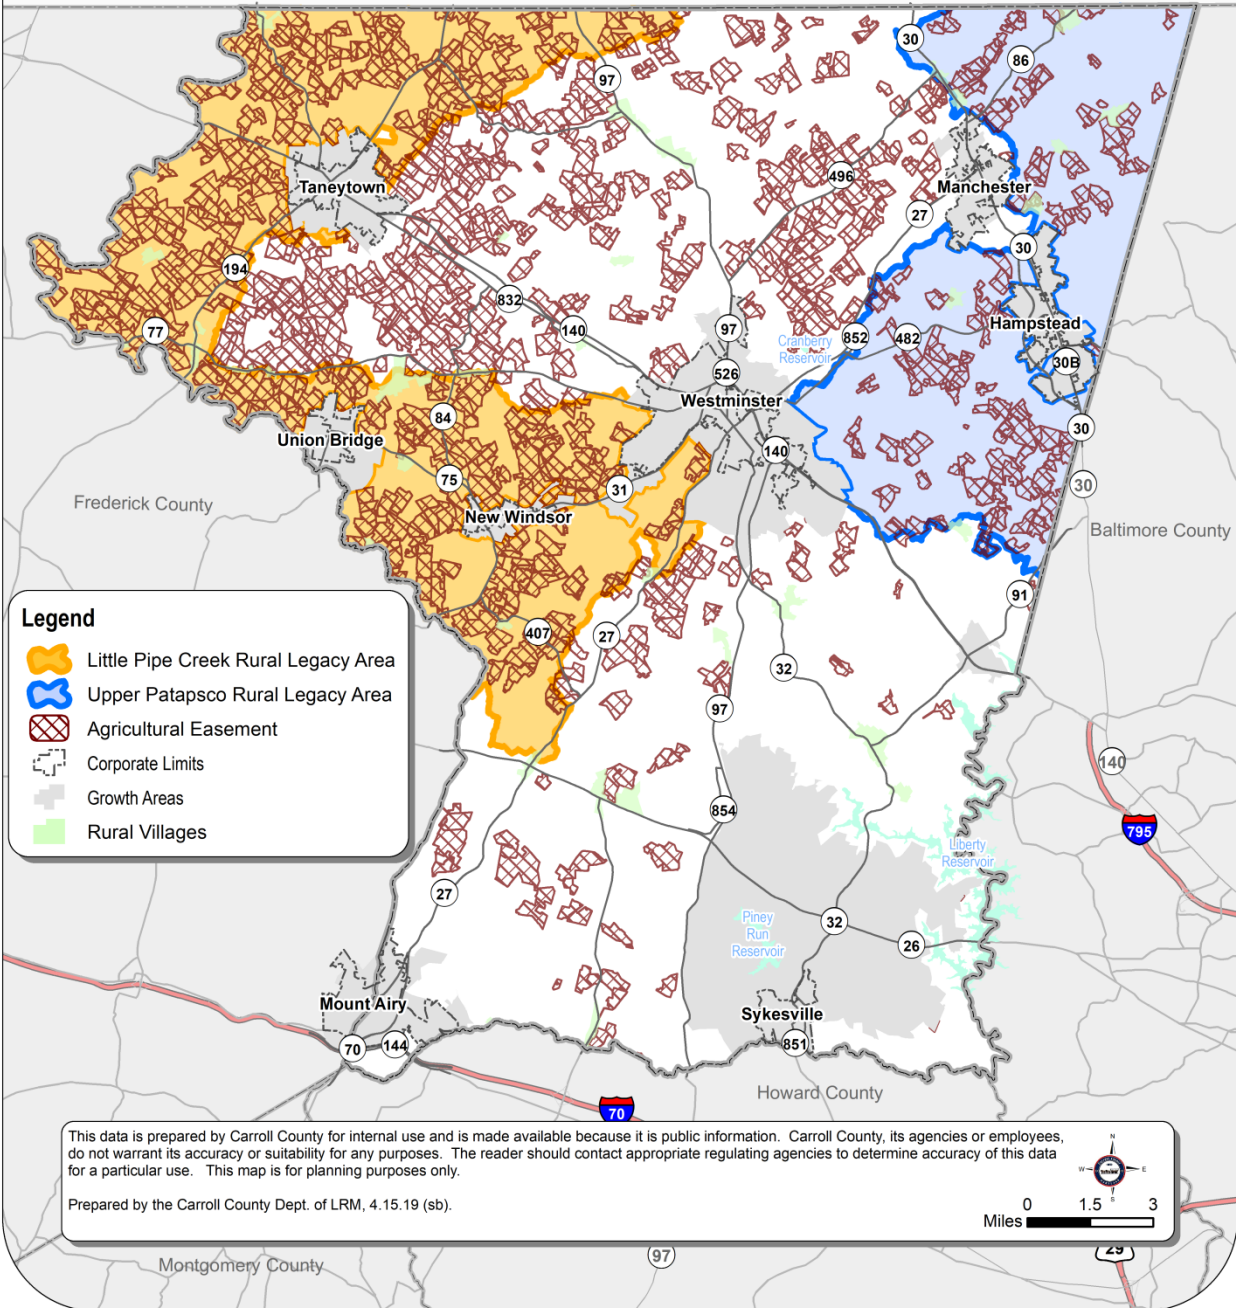 30
86
97
Taneytown
496
Manchester
27
30
194
832
77
140
97
Cranberry
Reservoir
852
482
Hampstead
30B
526
Westminster
84
Union Bridge
140
30
75
31
30
Frederick County
New Windsor
Baltimore County
91
Legend
Little Pipe Creek Rural Legacy Area
Upper Patapsco Rural Legacy Area
Agricultural Easement
Corporate Limits
Growth Areas
Rural Villages
407
27
32
97
140
854
795
Liberty
Reservoir
27
Piney
Run
Reservoir
32
26
Mount Airy
Sykesville
70
144
851
Howard County
70
This data is prepared by Carroll County for internal use and is made available because it is public information. Carroll County, its agencies or employees,
do not warrant its accuracy or suitability for any purposes. The reader should contact appropriate regulating agencies to determine accuracy of this data
for a particular use. This map is for planning purposes only.
Prepared by the Carroll County Dept. of LRM, 4.15.19 (sb).
N
W
E
S
0 1.5 3
Miles
97
29
Montgomery County